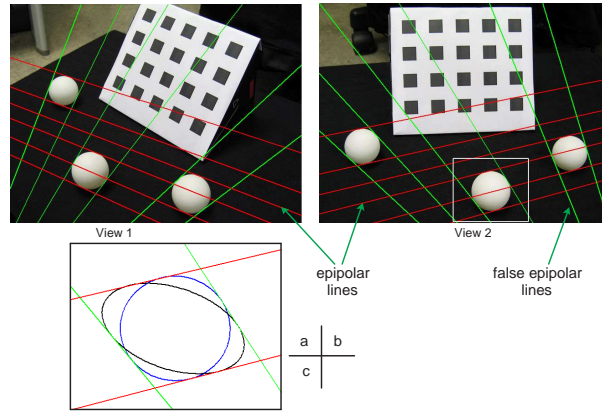 View 1
View 2
epipolar
lines
false epipolar
lines
a b
c